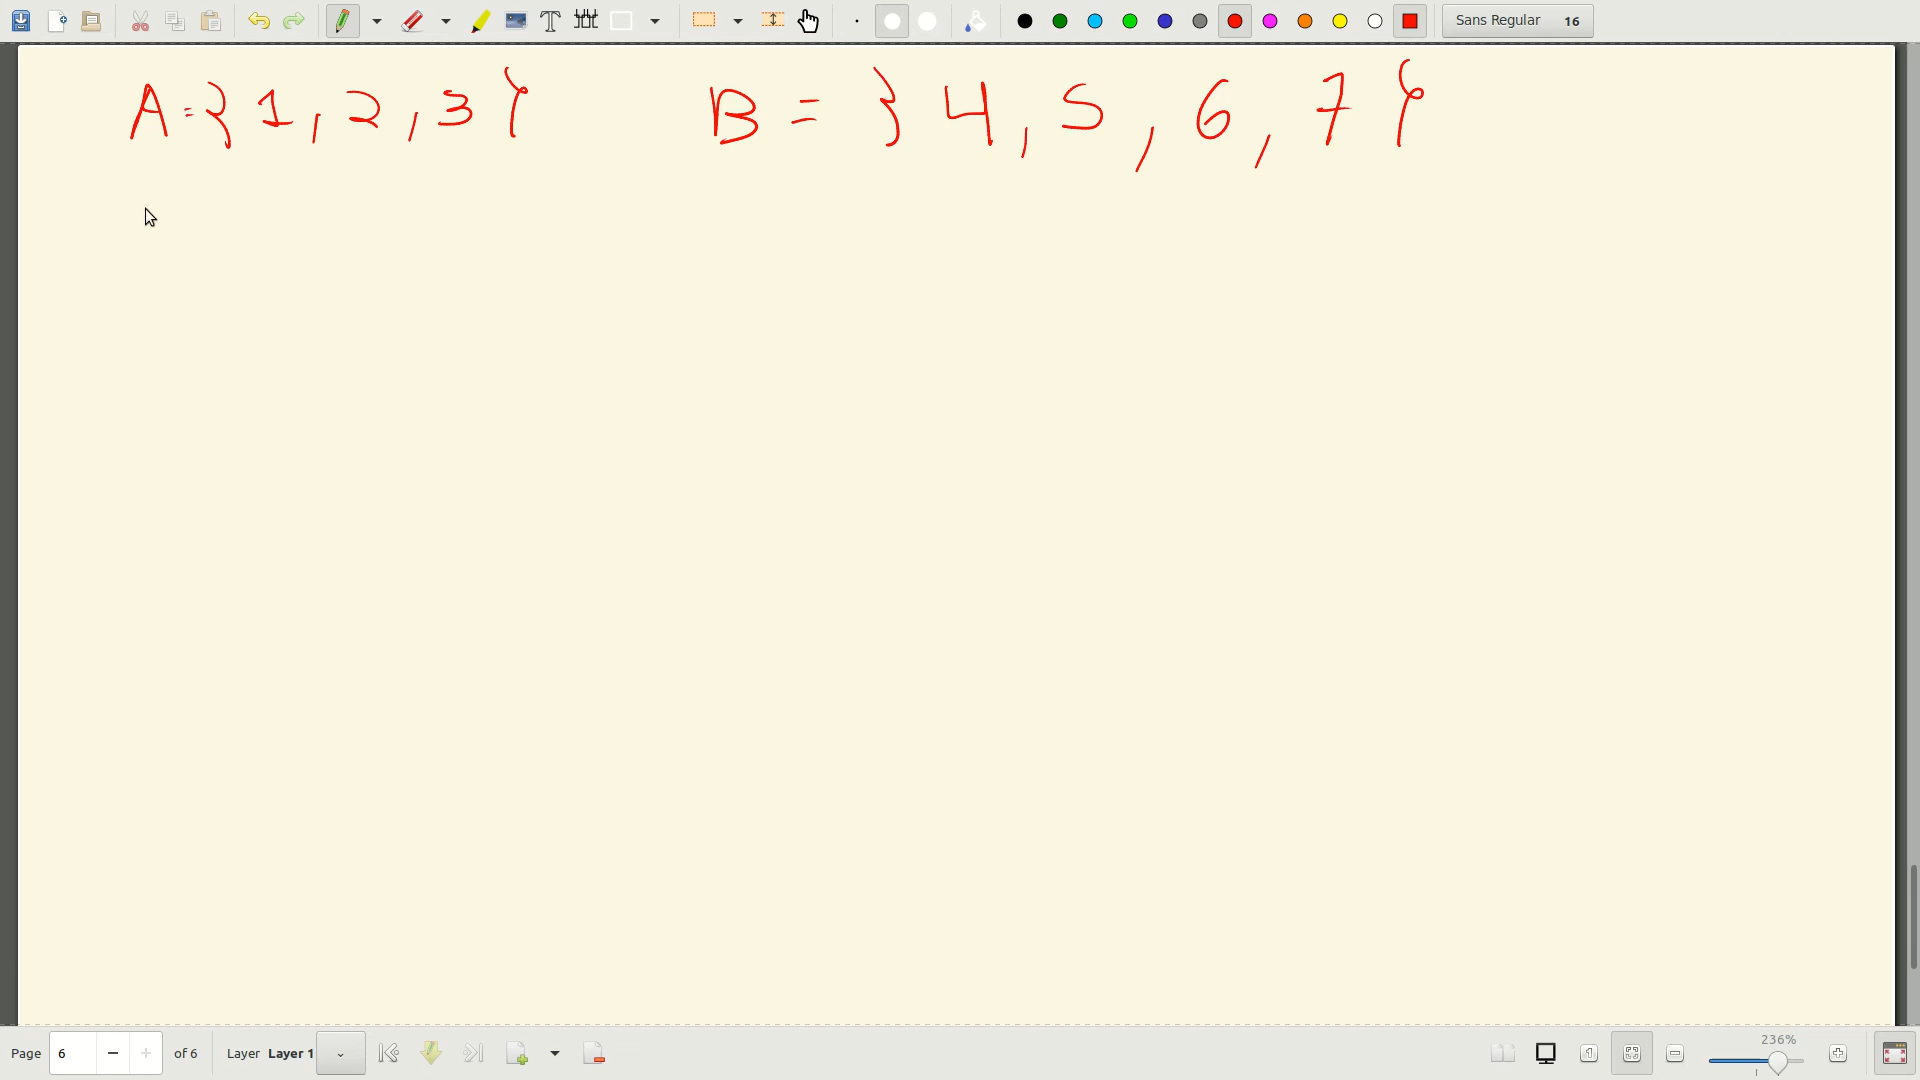 Sans Regular 16
A={1, 2, 3} B = {4, 5, 6, 7}
236%
Page 6 of 6 Layer Layer 1